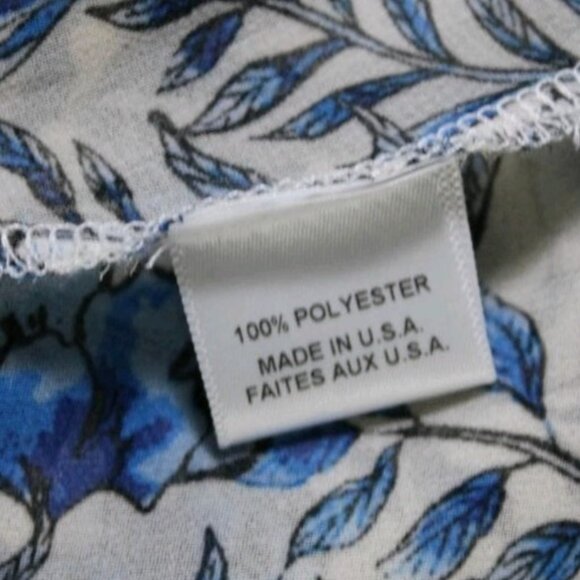 100% POLYESTER
MADE IN U.S.A.
FAITES AUX U.S.A.